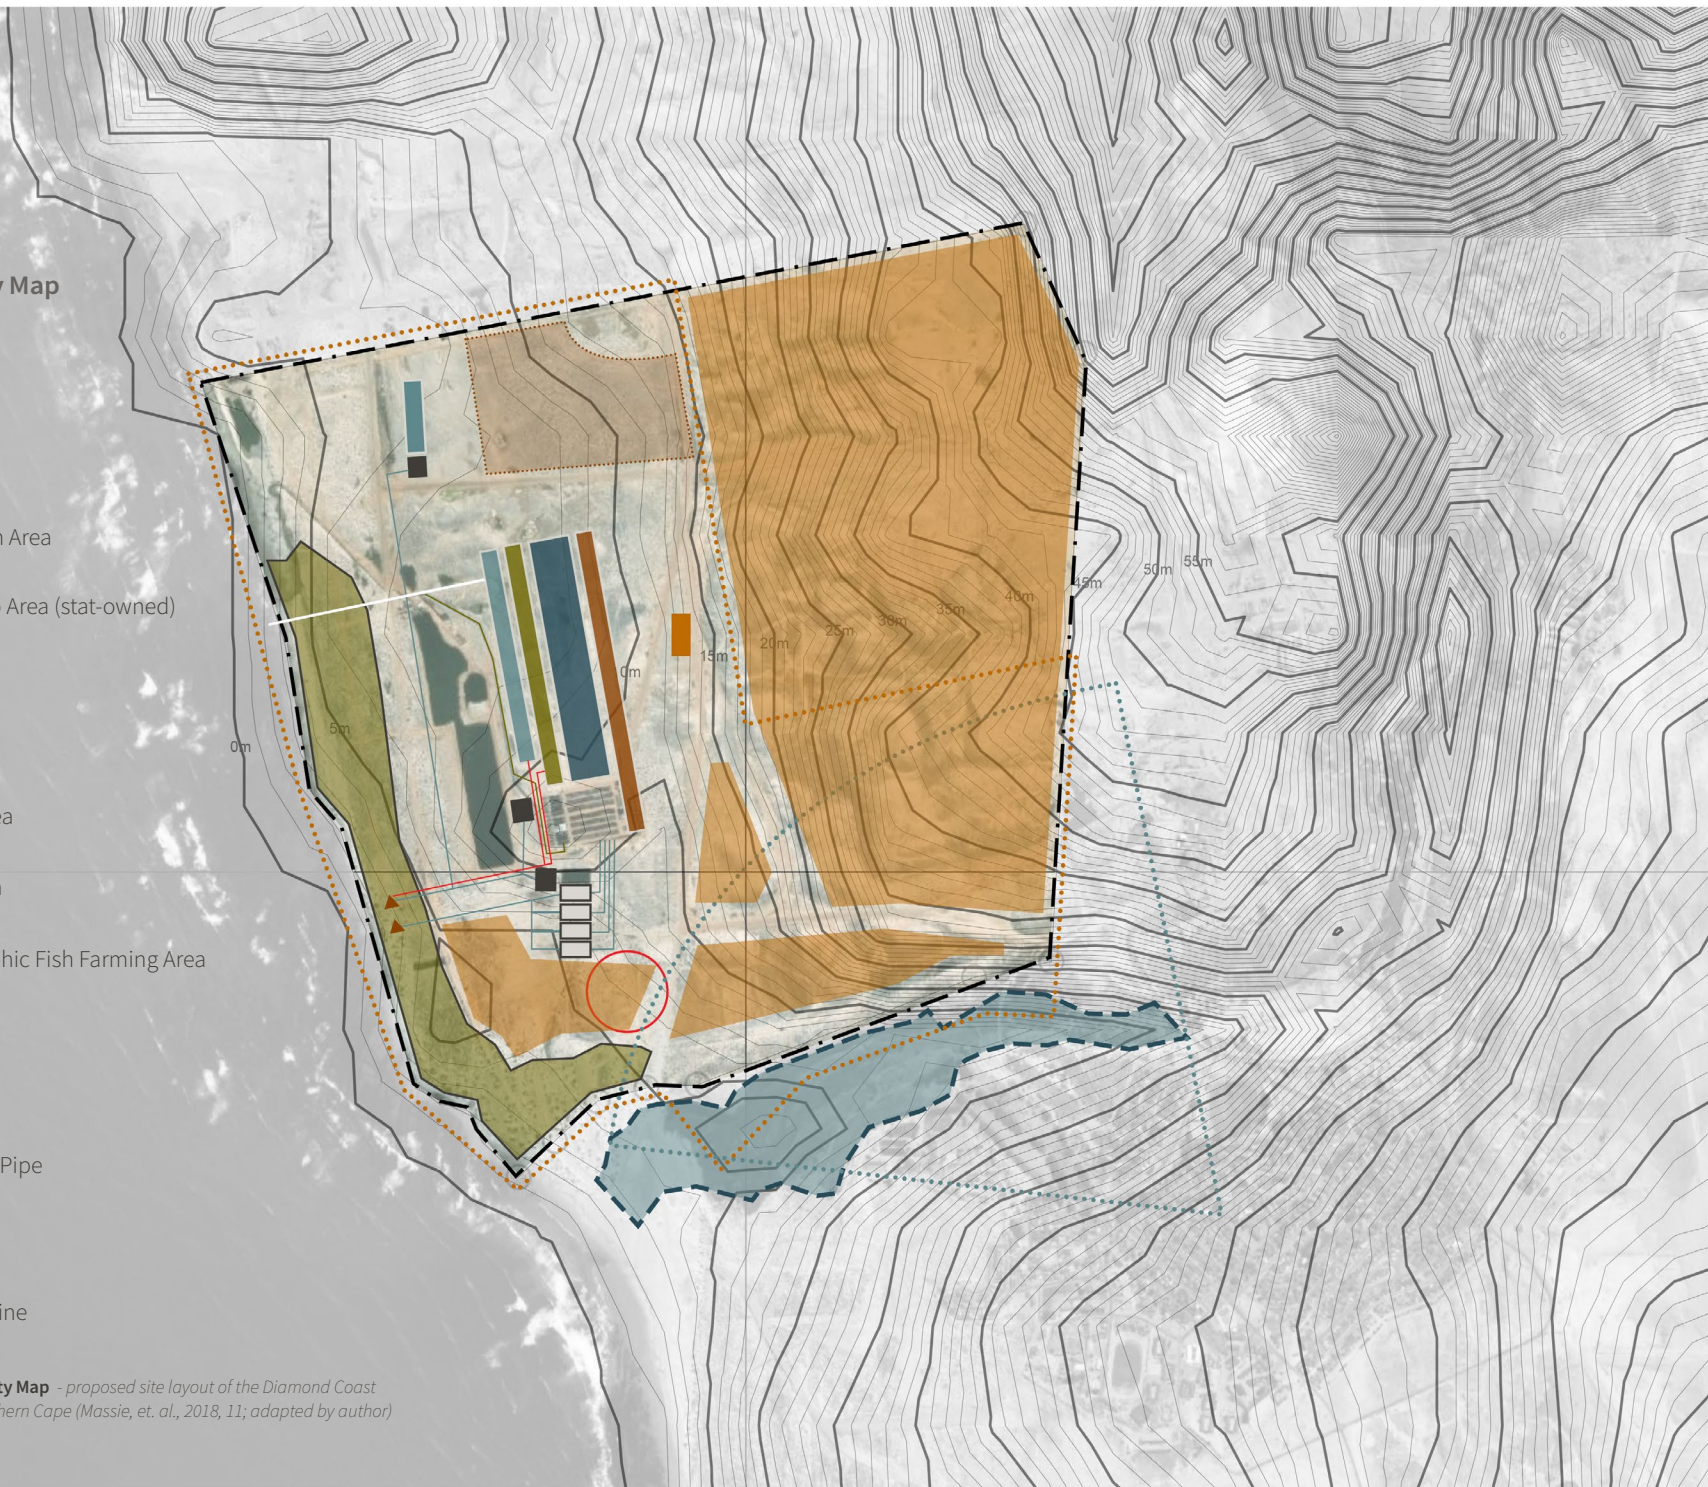 y Map
n Area
Area (stat-owned)
ea
hic Fish Farming Area
Pipe
ine
ty Map - proposed site layout of the Diamond Coast
hern Cape (Massie, et. al., 2018, 11; adapted by author)
0m
5m
0m
15m
20m
25m
30m
35m
40m
45m
50m
55m